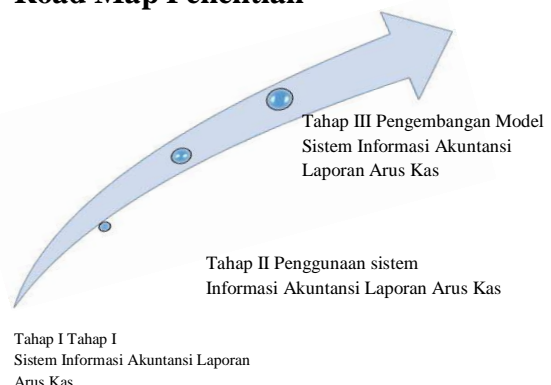 Road Map Penelitian
Tahap III Pengembangan Model
Sistem Informasi Akuntansi
Laporan Arus Kas
Tahap II Penggunaan sistem
Informasi Akuntansi Laporan Arus Kas
Tahap I Tahap I
Sistem Informasi Akuntansi Laporan
Arus Kas